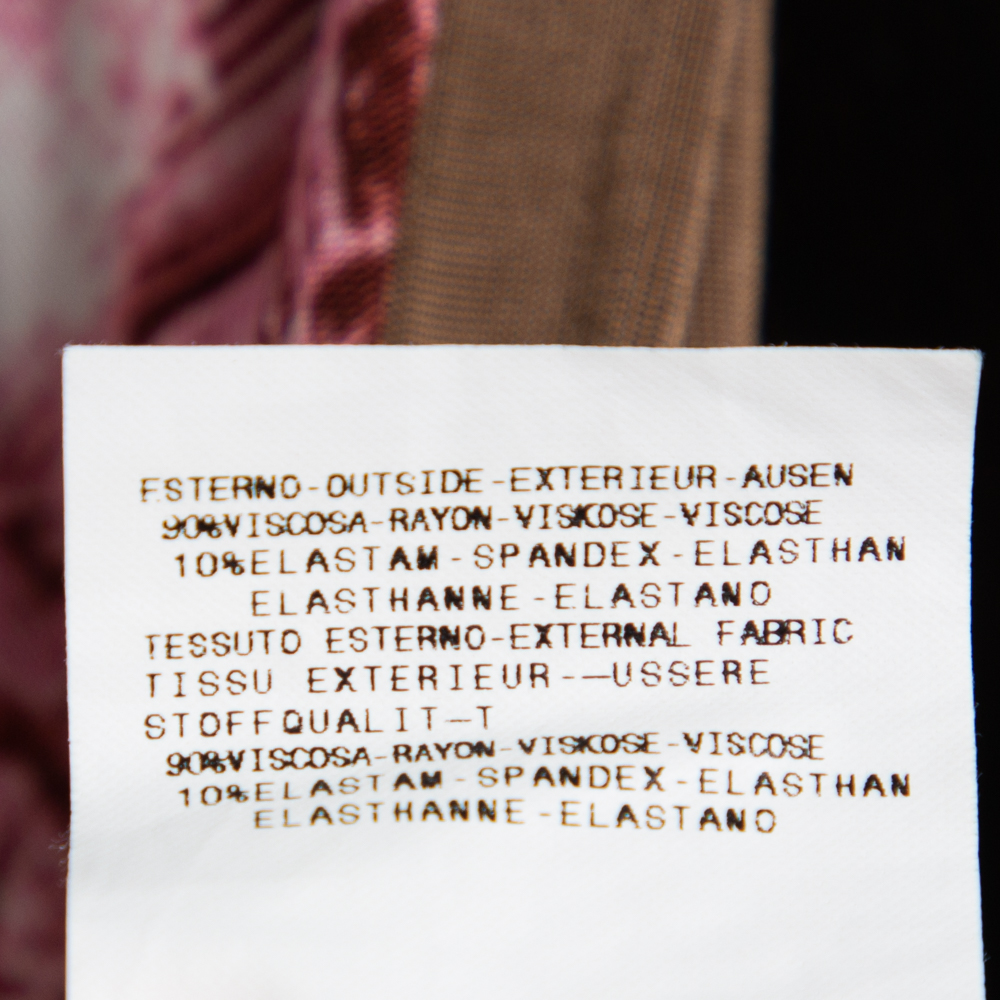 ESTERNO-OUTSIDE-EXTERIEUR-AUSEN
90%VISCOSA-RAYON-VISKOSE-VISCOSE
10%ELASTAM-SPANDEX-ELASTHAN
ELASTHANNE-ELASTANO
TESSUTO ESTERNO-EXTERNAL FABRIC
TISSU EXTERIEUR-—USSERE
STOFFQUALIT—T
90%VISCOSA-RAYON-VISKOSE-VISCOSE
10%ELASTAM-SPANDEX-ELASTHAN
ELASTHANNE-ELASTANO